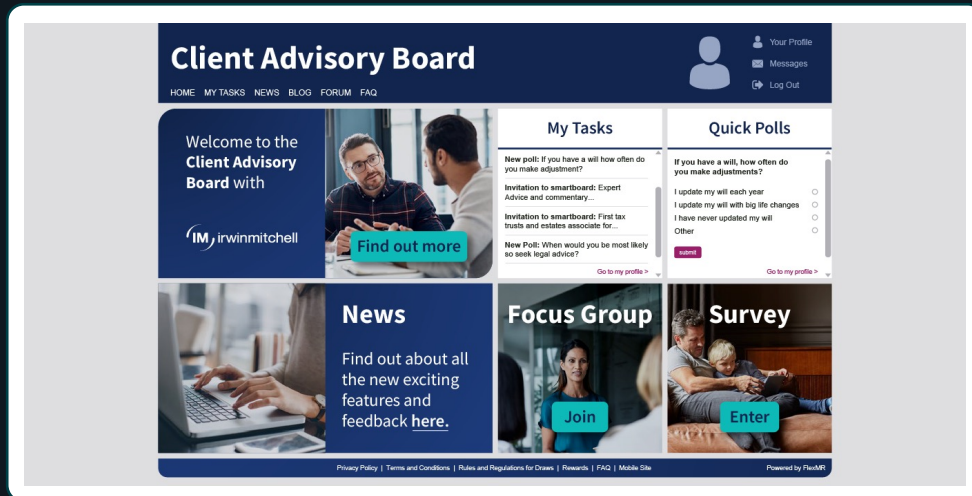 Client Advisory Board
HOME MY TASKS NEWS BLOG FORUM FAQ
Your Profile
Messages
Log Out
Welcome to the
Client Advisory
Board with
IM irwinmitchell
Find out more
My Tasks
New poll: If you have a will how often do
you make adjustment?
Invitation to smartboard: Expert
Advice and commentary...
Invitation to smartboard: First tax
trusts and estates associate for...
New Poll: When would you be most likely
so seek legal advice?
Go to my profile >
Quick Polls
If you have a will, how often do
you make adjustments?
I update my will each year
I update my will with big life changes
I have never updated my will
Other
submit
Go to my profile >
News
Find out about all
the new exciting
features and
feedback here.
Focus Group
Join
Survey
Enter
Privacy Policy | Terms and Conditions | Rules and Regulations for Draws | Rewards | FAQ | Mobile Site
Powered by FlexMR